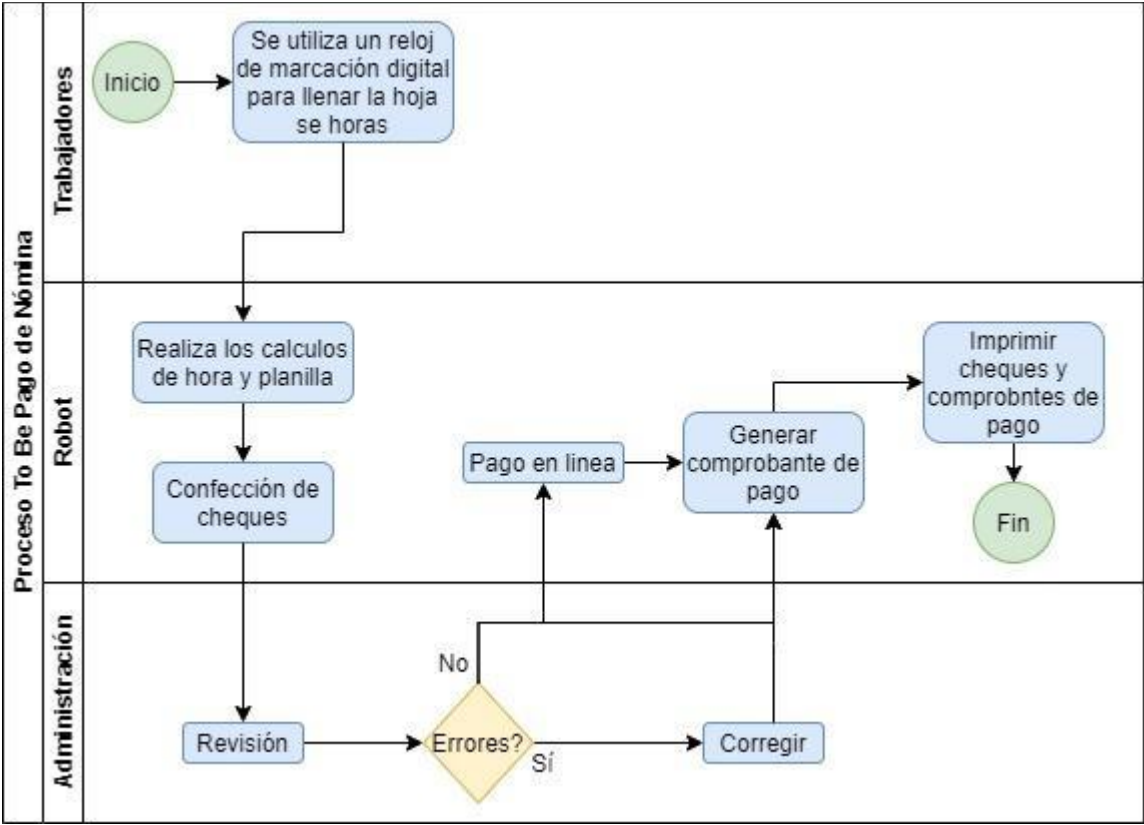 Proceso To Be Pago de Nómina
Trabajadores
Inicio
Se utiliza un reloj
de marcación digital
para llenar la hoja
se horas
Robot
Realiza los calculos
de hora y planilla
Confección de
cheques
Pago en linea
Generar
comprobante de
pago
Imprimir
cheques y
comprobntes de
pago
Fin
Administración
Revisión
Errores?
No
Sí
Corregir